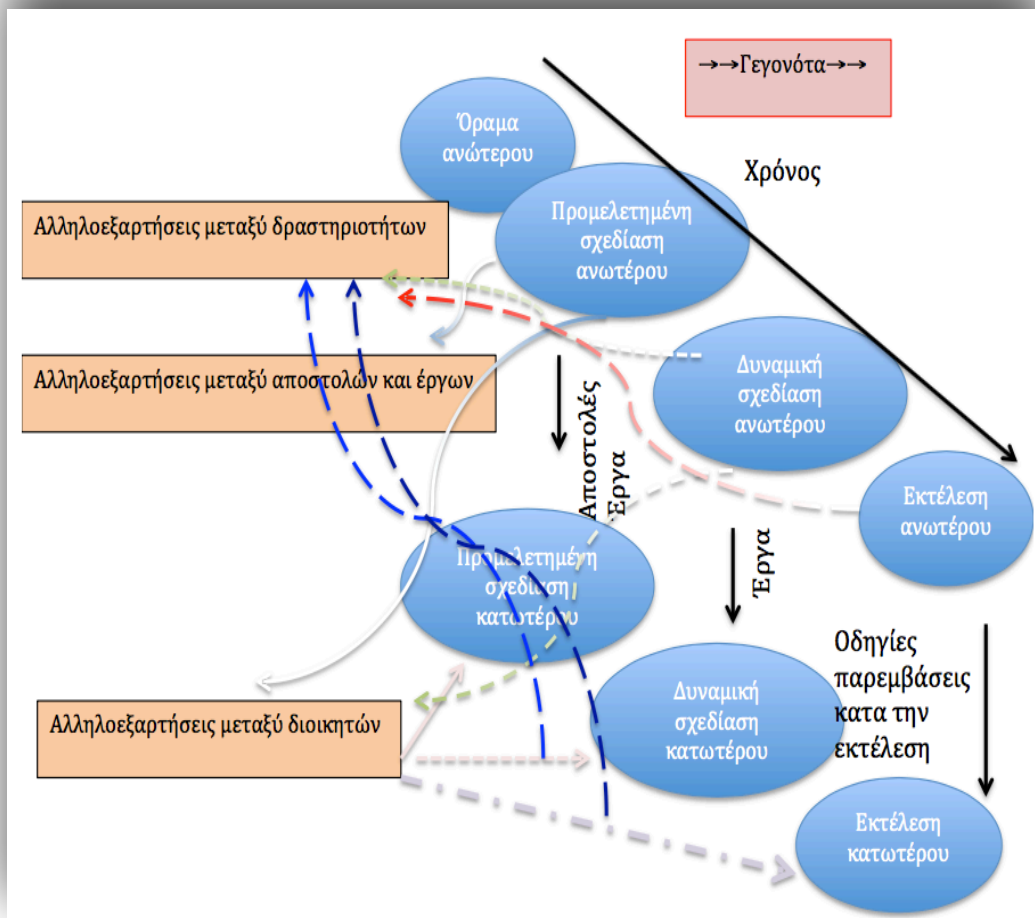 →→Γεγονότα→→
Όραμα
ανώτερου
Χρόνος
Προμελετημένη
σχεδίαση
ανωτέρου
Αλληλοεξαρτήσεις μεταξύ δραστηριοτήτων
Αλληλοεξαρτήσεις μεταξύ αποστολών και έργων
Δυναμική
σχεδίαση
ανωτέρου
Αποστολές
Έργα
Εκτέλεση
ανωτέρου
Προμελετημένη
σχεδίαση
κατωτέρου
Έργα
Οδηγίες
παρεμβάσεις
κατα την
εκτέλεση
Αλληλοεξαρτήσεις μεταξύ διοικητών
Δυναμική
σχεδίαση
κατωτέρου
Εκτέλεση
κατωτέρου